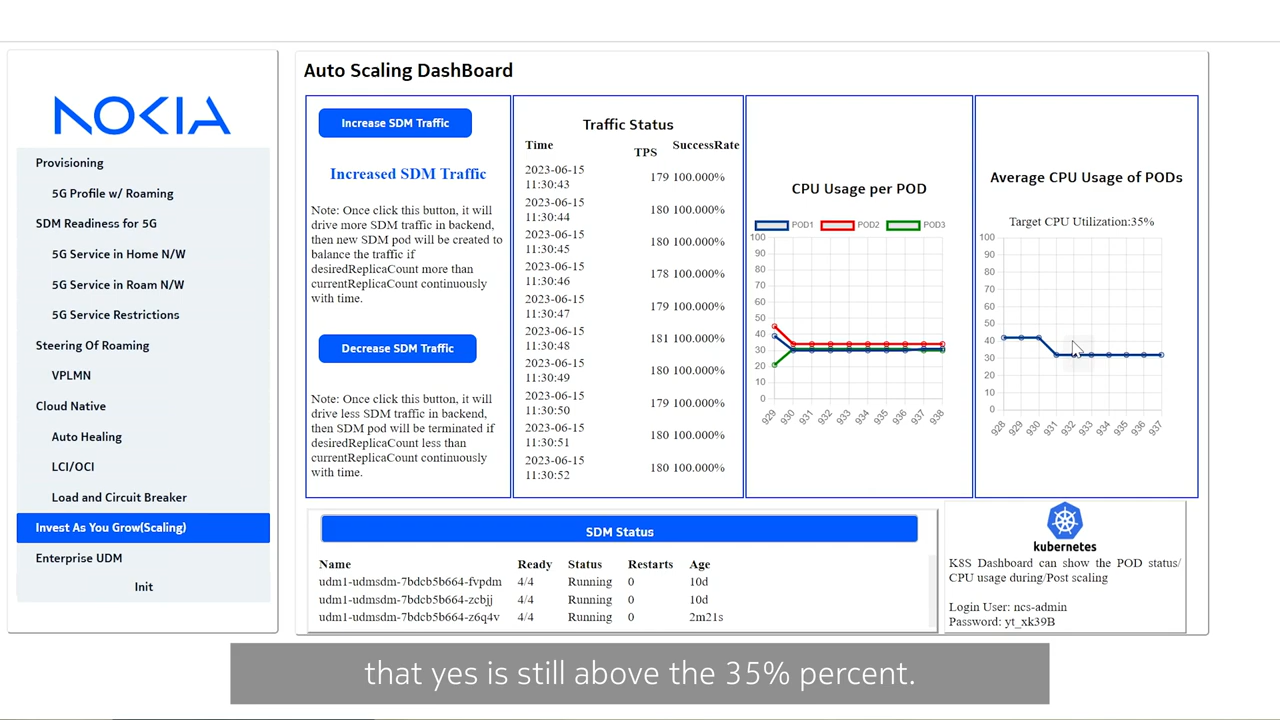 NOKIA
Provisioning
5G Profile w/ Roaming
SDM Readiness for 5G
5G Service in Home N/W
5G Service in Roam N/W
5G Service Restrictions
Steering Of Roaming
VPLMN
Cloud Native
Auto Healing
LCI/OCI
Load and Circuit Breaker
Invest As You Grow(Scaling)
Enterprise UDM
Init
Auto Scaling DashBoard
Increase SDM Traffic
Increased SDM Traffic
Note: Once click this button, it will
drive more SDM traffic in backend,
then new SDM pod will be created to
balance the traffic if
desiredReplicaCount more than
currentReplicaCount continuously
with time.
Decrease SDM Traffic
Note: Once click this button, it will
drive less SDM traffic in backend,
then SDM pod will be terminated if
desiredReplicaCount less than
currentReplicaCount continuously
with time.
Traffic Status
Time TPS SuccessRate
2023-06-15
11:30:43 179 100.000%
2023-06-15
11:30:44 180 100.000%
2023-06-15
11:30:45 180 100.000%
2023-06-15
11:30:46 178 100.000%
2023-06-15
11:30:47 179 100.000%
2023-06-15
11:30:48 181 100.000%
2023-06-15
11:30:49 180 100.000%
2023-06-15
11:30:50 179 100.000%
2023-06-15
11:30:51 180 100.000%
2023-06-15
11:30:52 180 100.000%
CPU Usage per POD
POD1 POD2 POD3
100
90
80
70
60
50
40
30
20
10
0
929 930 931 932 933 934 935 936 937 938
Average CPU Usage of PODs
Target CPU Utilization:35%
100
90
80
70
60
50
40
30
20
10
0
928 929 930 931 932 933 934 935 936 937
SDM Status
Name Ready Status Restarts Age
udm1-udmsdm-7bdcb5b664-fvpdm 4/4 Running 0 10d
udm1-udmsdm-7bdcb5b664-zcbjj 4/4 Running 0 10d
udm1-udmsdm-7bdcb5b664-z6q4v 4/4 Running 0 2m21s
kubernetes
K8S Dashboard can show the POD status/
CPU usage during/Post scaling
Login User: ncs-admin
Password: yt_xk39B
that yes is still above the 35% percent.